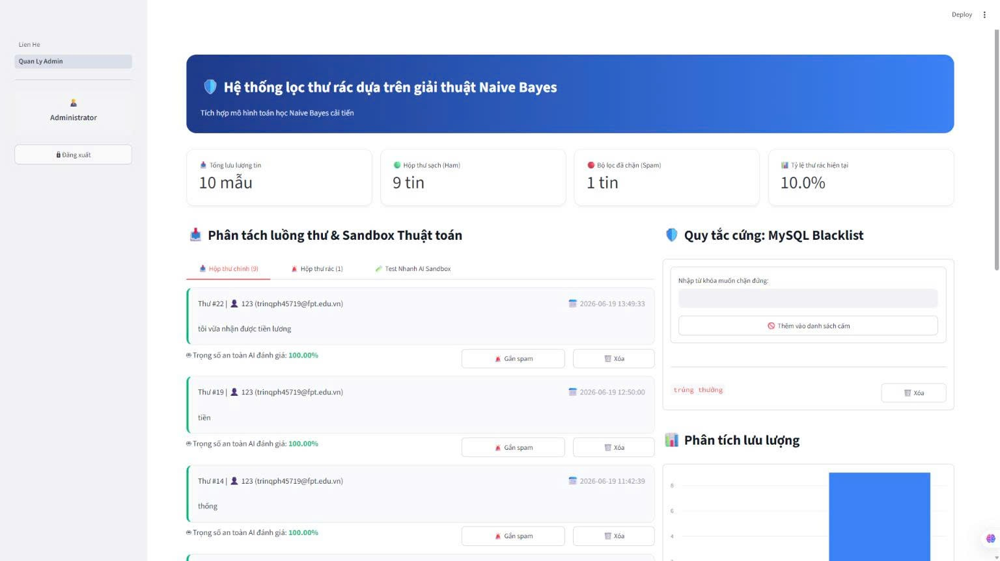 Deploy
Lien He
Quan Ly Admin
Administrator
Đăng xuất
Hệ thống lọc thư rác dựa trên giải thuật Naive Bayes
Tích hợp mô hình toán học Naive Bayes cải tiến
Tổng lưu lượng tin
10 mẫu
Hộp thư sạch (Ham)
9 tin
Bộ lọc đã chặn (Spam)
1 tin
Tỷ lệ thư rác hiện tại
10.0%
Phân tách luồng thư & Sandbox Thuật toán
Hộp thư chính (9)
Hộp thư rác (1)
Test Nhanh AI Sandbox
Thư #22 | 123 (trinqph45719@fpt.edu.vn)
2026-06-19 13:49:33
tôi vừa nhận được tiền lương
Trọng số an toàn AI đánh giá: 100.00%
Gắn spam
Xóa
Thư #19 | 123 (trinqph45719@fpt.edu.vn)
2026-06-19 12:50:00
tiền
Trọng số an toàn AI đánh giá: 100.00%
Gắn spam
Xóa
Thư #14 | 123 (trinqph45719@fpt.edu.vn)
2026-06-19 11:42:39
thống
Trọng số an toàn AI đánh giá: 100.00%
Gắn spam
Xóa
Quy tắc cứng: MySQL Blacklist
Nhập từ khóa muốn chặn đứng:
Thêm vào danh sách cấm
trúng thưởng
Xóa
Phân tích lưu lượng
8
6
4